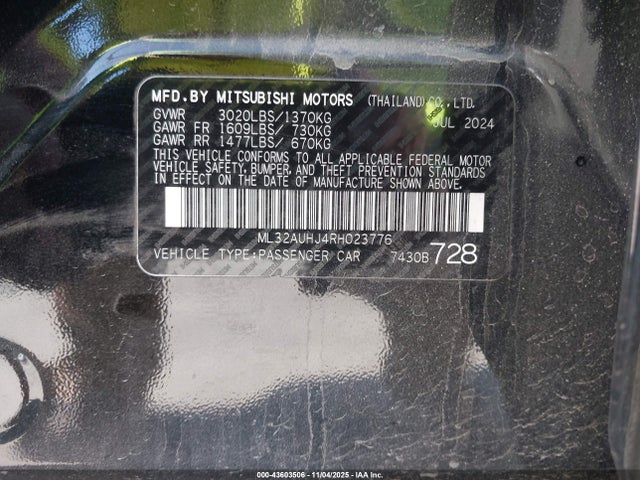 MFD.BY MITSUBISHI MOTORS (THAILAND)CO.,LTD.
GVWR 3020LBS/1370KG JUL 2024
GAWR FR 1609LBS/ 730KG
GAWR RR 1477LBS/ 670KG
THIS VEHICLE CONFORMS TO ALL APPLICABLE FEDERAL MOTOR
VEHICLE SAFETY, BUMPER, AND THEFT PREVENTION STANDARDS
IN EFFECT ON THE DATE OF MANUFACTURE SHOWN ABOVE.
ML32AUHJ4RH023776
VEHICLE TYPE:PASSENGER CAR 7430B 728
000-43603506 - 11/04/2025 - IAA Inc.